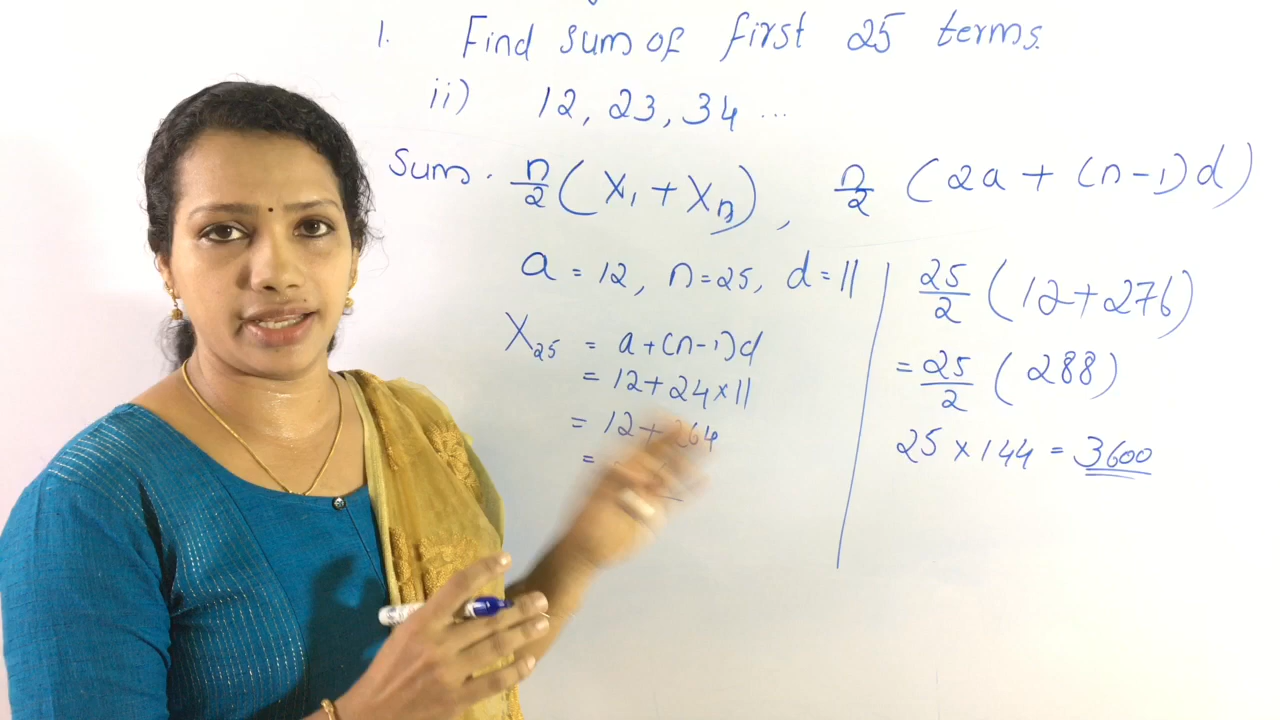 1. Find sum of first 25 terms.
ii) 12, 23, 34 ...
Sum. n/2 (x₁ + xₙ), n/2 (2a + (n-1)d)
a = 12, n = 25, d = 11
X₂₅ = a + (n-1)d
= 12 + 24 × 11
= 12 + 264
=
25/2 (12 + 276)
= 25/2 (288)
25 × 144 = 3600